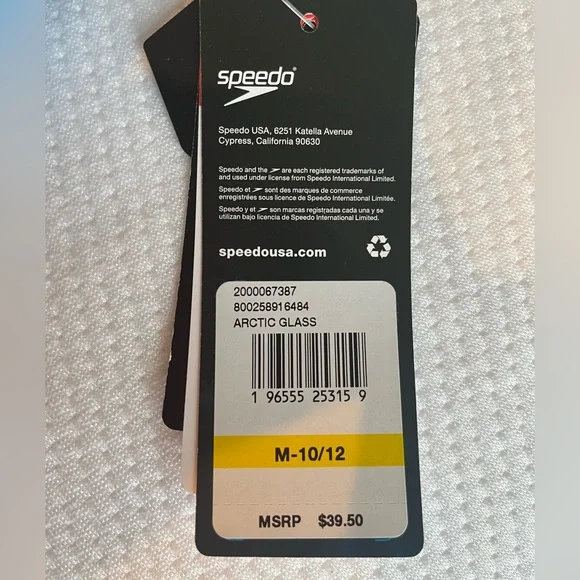 speedo®
Speedo USA, 6251 Katella Avenue
Cypress, California 90630
Speedo and the are each registered trademarks of
and used under license from Speedo International Limited.
Speedo et sont des marques de commerce
enregistrées sous licence de Speedo International Limitée.
Speedo y et son marcas registradas cada una y se
utilizan bajo licencia de Speedo International Limited.
speedousa.com
2000067387
800258916484
ARCTIC GLASS
1 96555 25315 9
M-10/12
MSRP $39.50